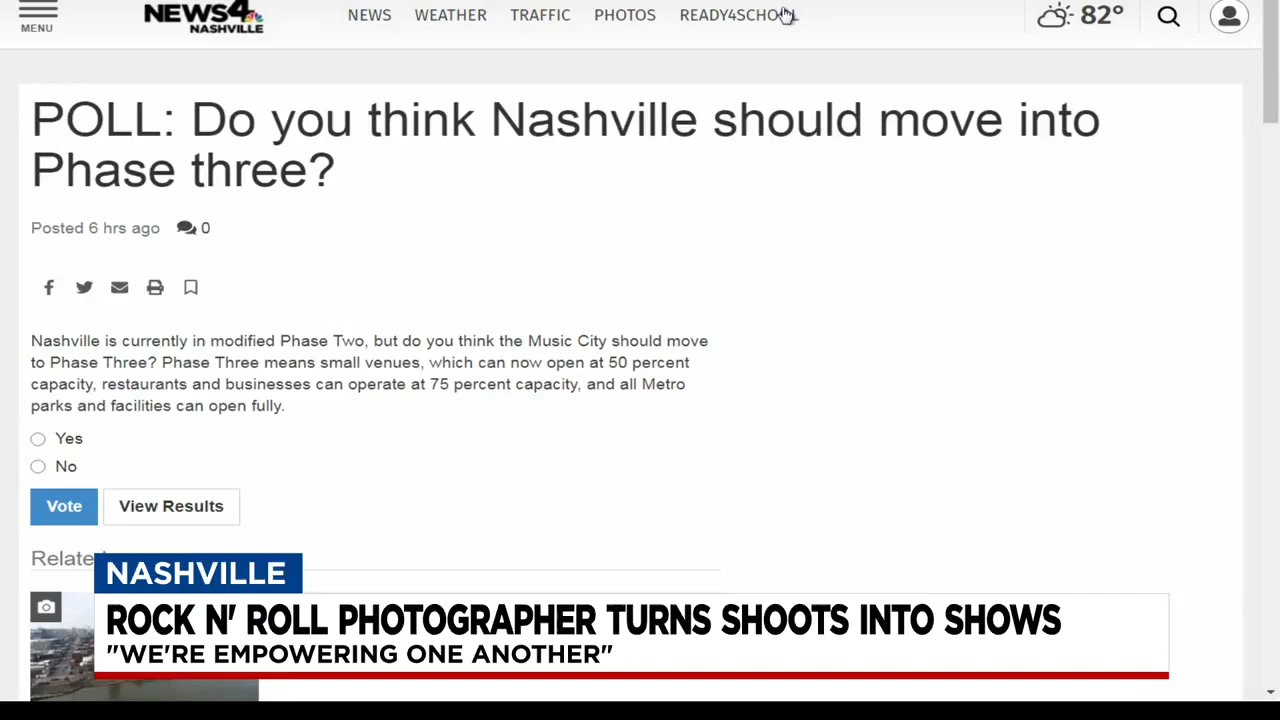 MENU
NEWS4
NASHVILLE
NEWS WEATHER TRAFFIC PHOTOS READY4SCHOOL 82°
POLL: Do you think Nashville should move into
Phase three?
Posted 6 hrs ago 0
Nashville is currently in modified Phase Two, but do you think the Music City should move
to Phase Three? Phase Three means small venues, which can now open at 50 percent
capacity, restaurants and businesses can operate at 75 percent capacity, and all Metro
parks and facilities can open fully.
Yes
No
Vote View Results
Relate
NASHVILLE
ROCK N' ROLL PHOTOGRAPHER TURNS SHOOTS INTO SHOWS
"WE'RE EMPOWERING ONE ANOTHER"